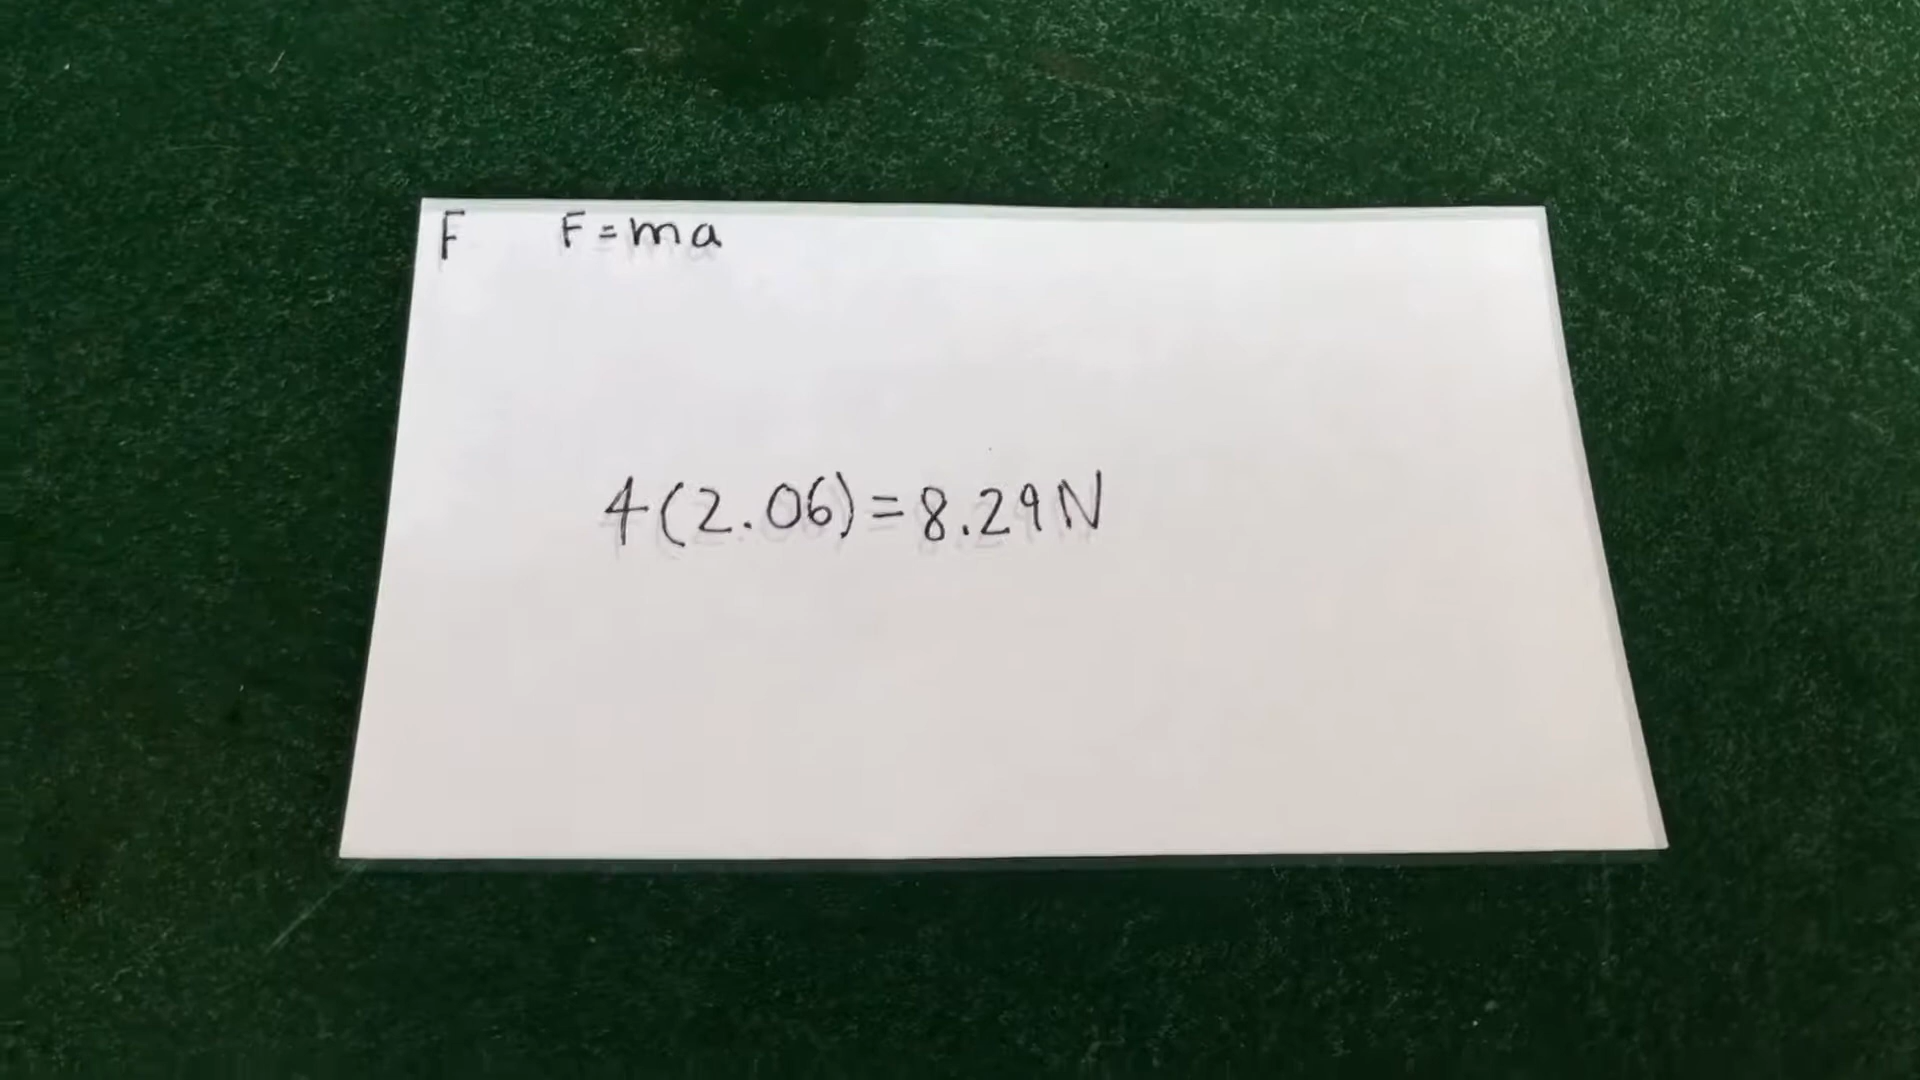 F F = ma
4(2.06) = 8.29N